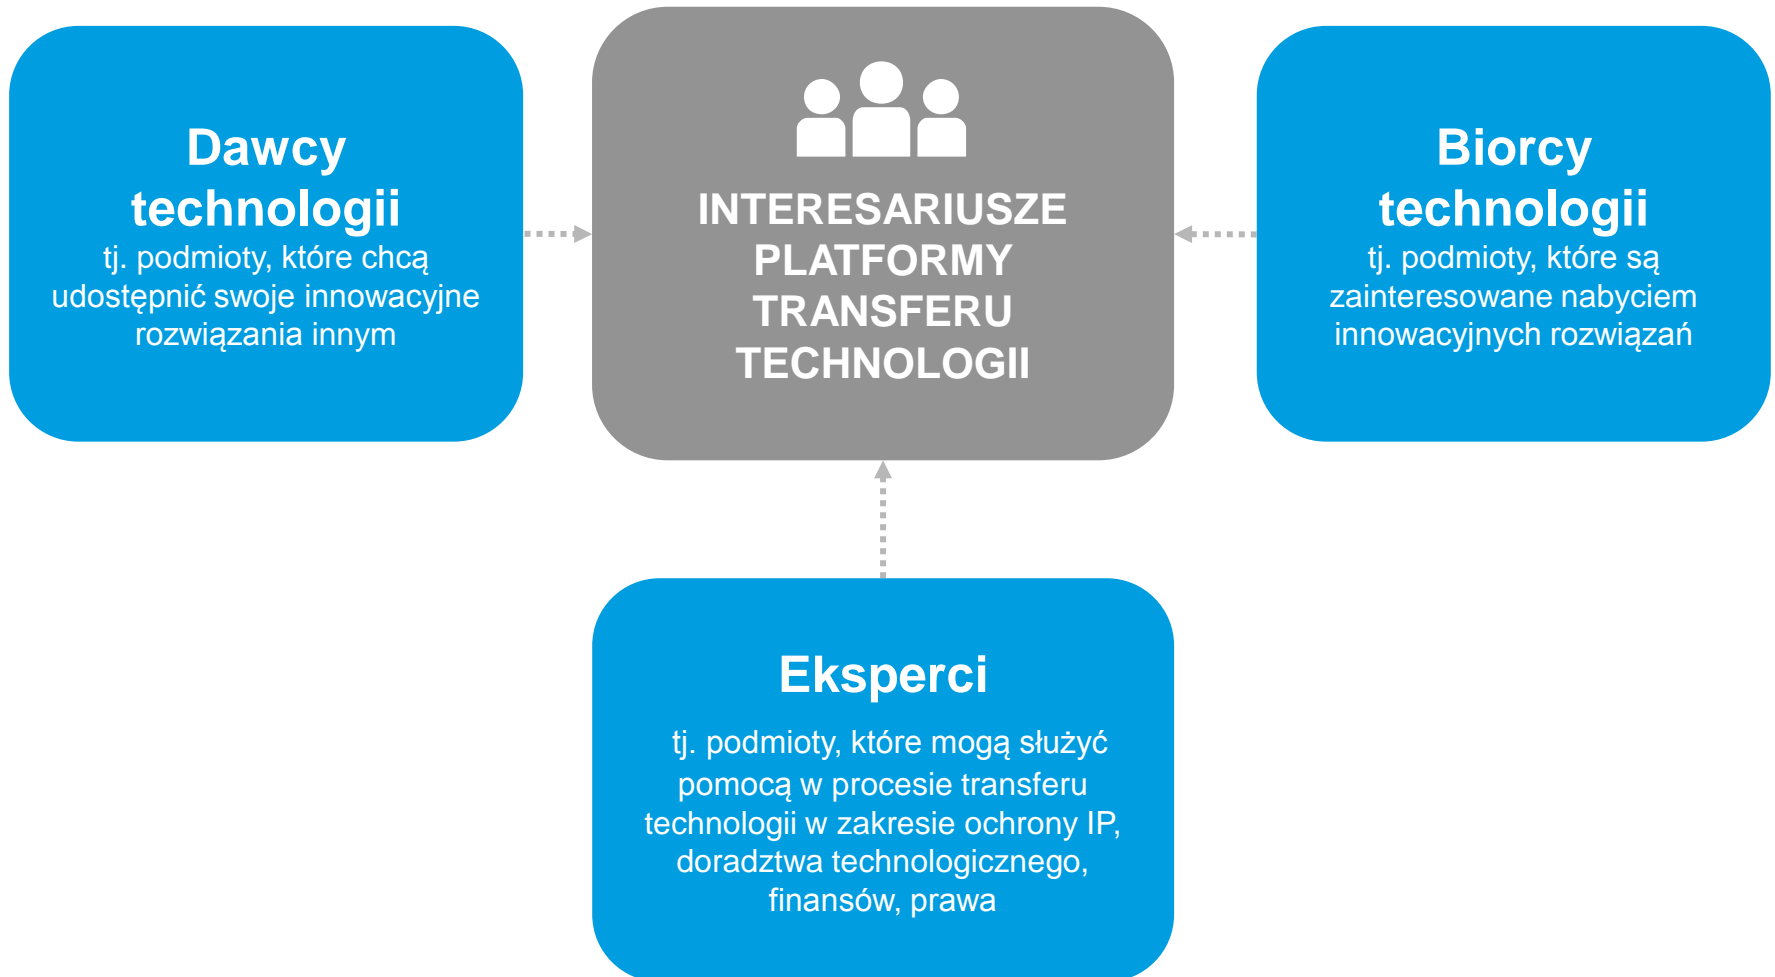 Dawcy
technologii
tj. podmioty, które chcą
udostępnić swoje innowacyjne
rozwiązania innym
INTERESARIUSZE
PLATFORMY
TRANSFERU
TECHNOLOGII
Biorcy
technologii
tj. podmioty, które są
zainteresowane nabyciem
innowacyjnych rozwiązań
Eksperci
tj. podmioty, które mogą służyć
pomocą w procesie transferu
technologii w zakresie ochrony IP,
doradztwa technologicznego,
finansów, prawa